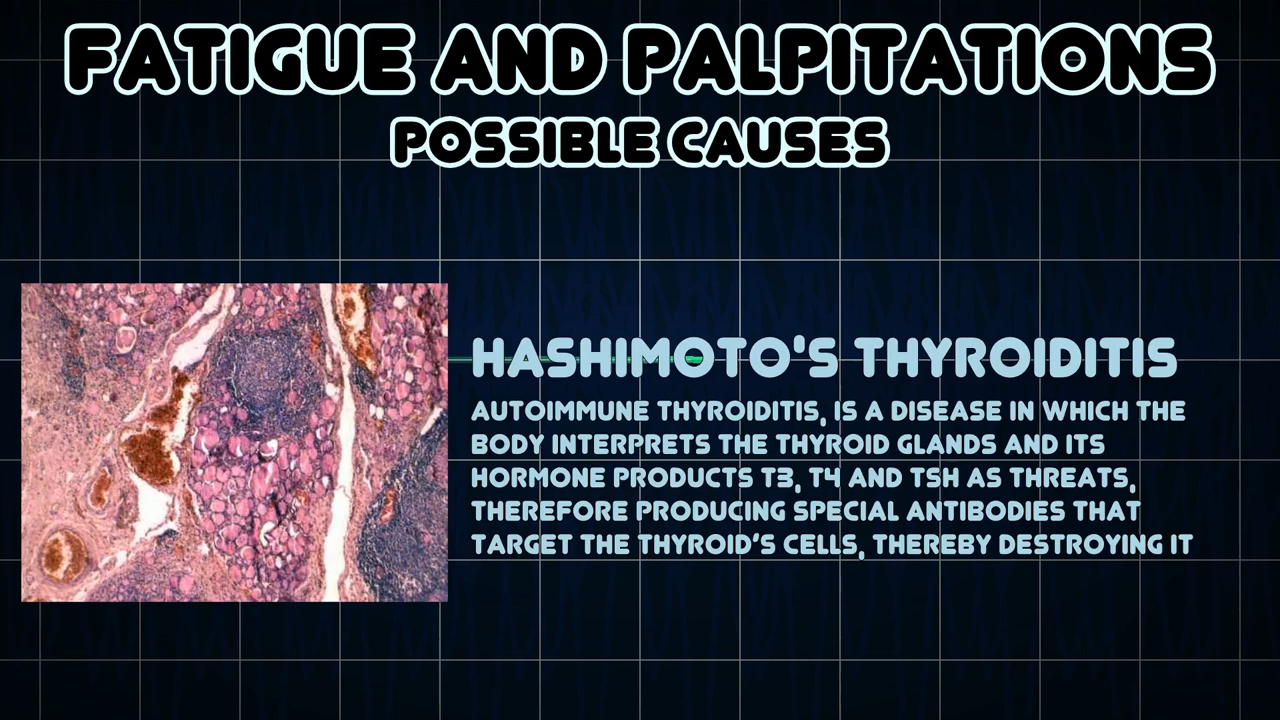 FATIGUE AND PALPITATIONS
POSSIBLE CAUSES
HASHIMOTO'S THYROIDITIS
AUTOIMMUNE THYROIDITIS, IS A DISEASE IN WHICH THE
BODY INTERPRETS THE THYROID GLANDS AND ITS
HORMONE PRODUCTS T3, T4 AND TSH AS THREATS,
THEREFORE PRODUCING SPECIAL ANTIBODIES THAT
TARGET THE THYROID'S CELLS, THEREBY DESTROYING IT